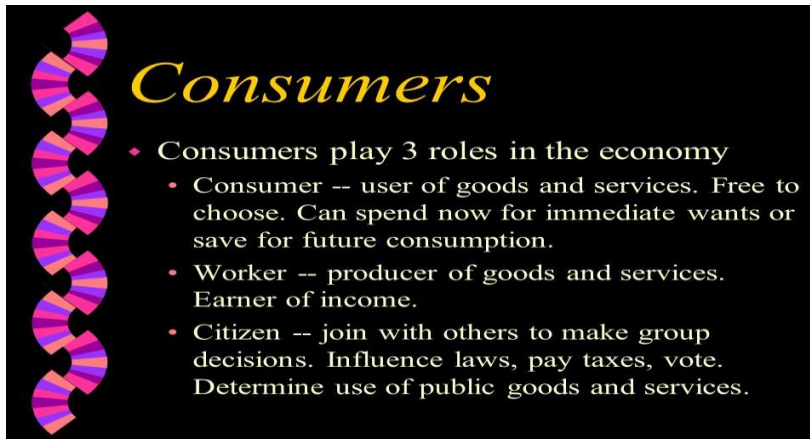 Consumers
Consumers play 3 roles in the economy
Consumer -- user of goods and services. Free to
choose. Can spend now for immediate wants or
save for future consumption.
Worker -- producer of goods and services.
Earner of income.
Citizen -- join with others to make group
decisions. Influence laws, pay taxes, vote.
Determine use of public goods and services.